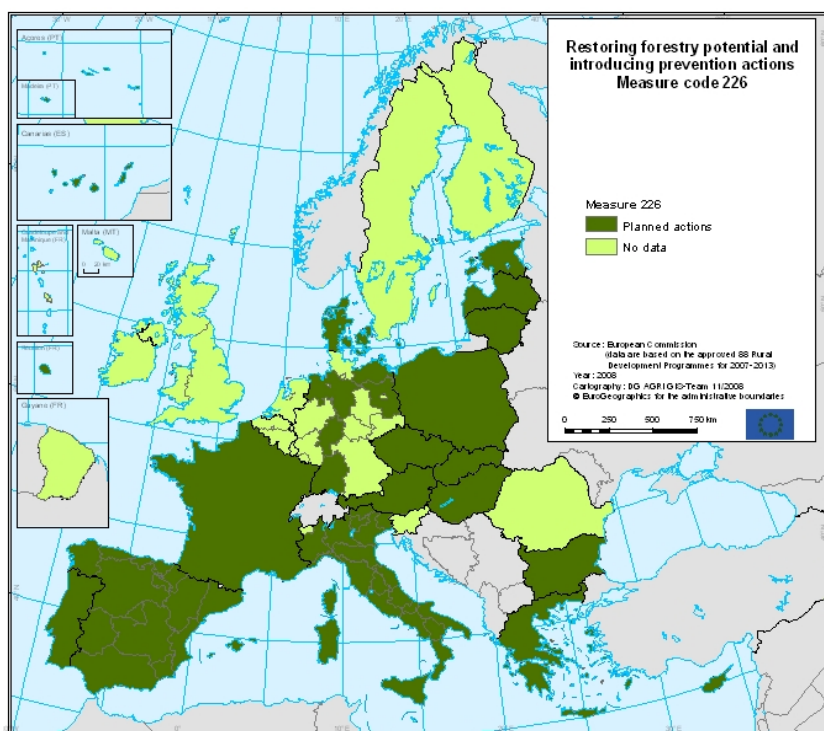 Restoring forestry potential and
introducing prevention actions
Measure code 226
Açores (PT)
Madeira (PT)
Canarias (ES)
Malta (MT)
0 20 km
Guyane (FR)
Measure 226
Planned actions
No data
Source : European Commission
(data are based on the approved 88 Rural
Development Programmes for 2007-2013)
Year : 2008
Cartography : DG AGRI GIS-Team 11/2008
© EuroGeographics for the administrative boundaries
0 250 500 750 km
0°
10°E